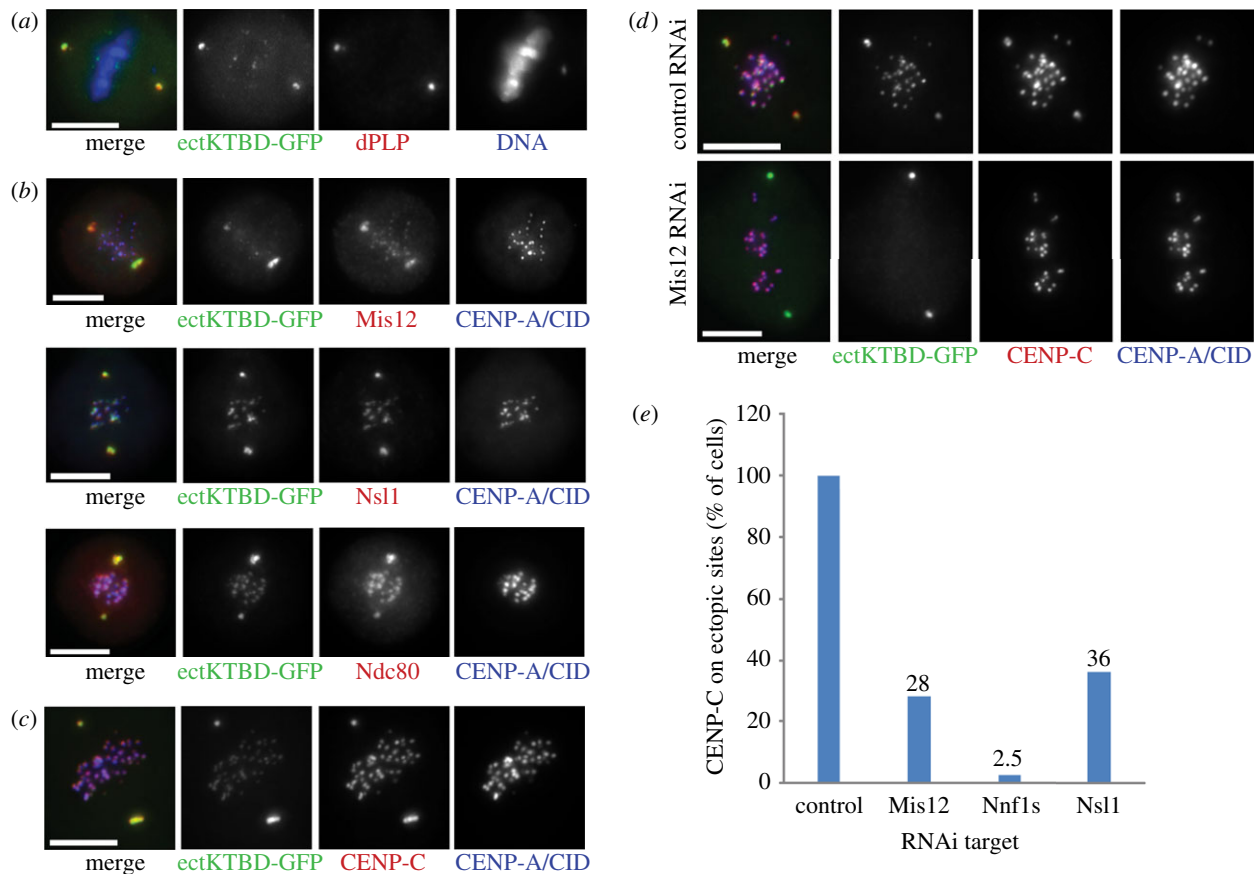 (a)
merge ectKTBD-GFP dPLP DNA
(b)
merge ectKTBD-GFP Mis12 CENP-A/CID
merge ectKTBD-GFP Nsl1 CENP-A/CID
merge ectKTBD-GFP Ndc80 CENP-A/CID
(c)
merge ectKTBD-GFP CENP-C CENP-A/CID
(d)
control RNAi
Mis12 RNAi
merge ectKTBD-GFP CENP-C CENP-A/CID
(e)
CENP-C on ectopic sites (% of cells)
120
100
80
60
40
20
0
28
2.5
36
control Mis12 Nnf1s Nsl1
RNAi target